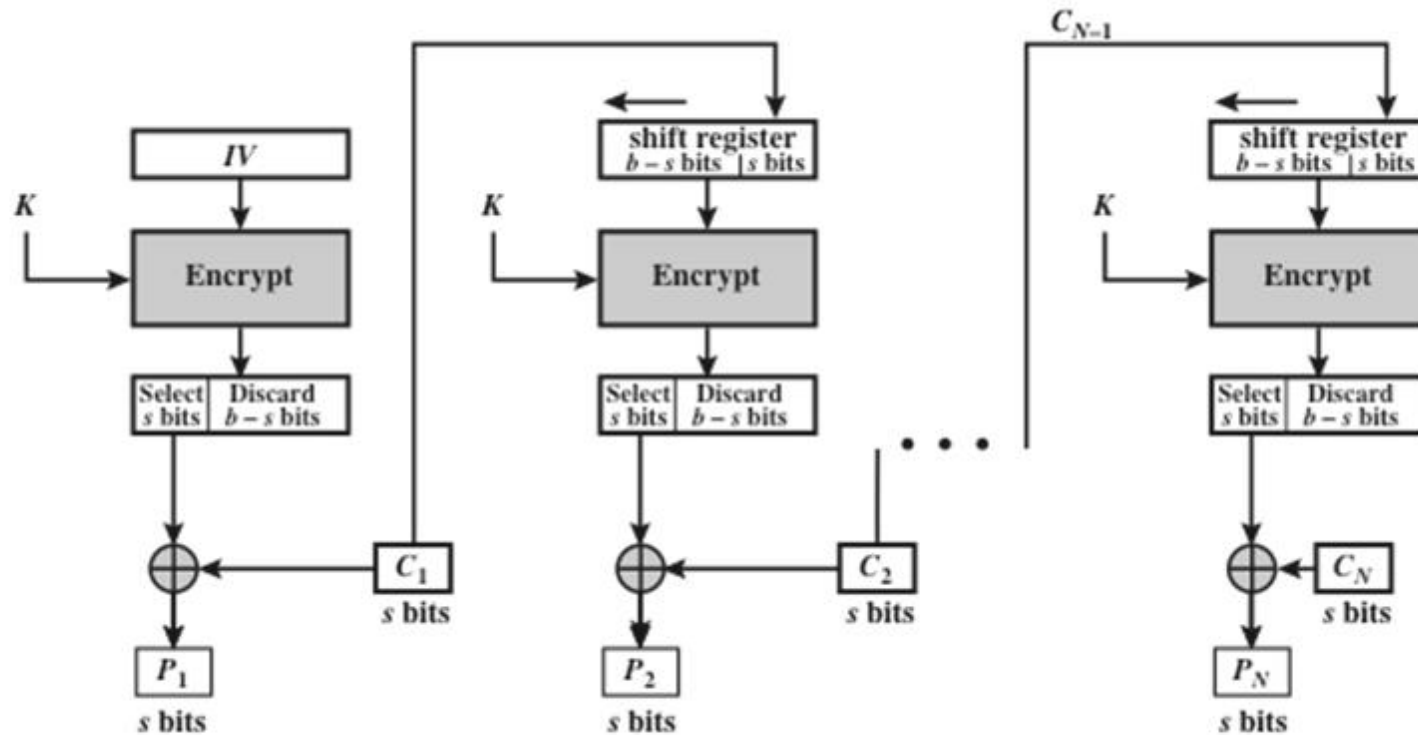 C_{N-1}
shift register
b – s bits | s bits
shift register
b – s bits | s bits
IV
K
K
K
Encrypt
Encrypt
Encrypt
Select Discard
s bits b – s bits
Select Discard
s bits b – s bits
Select Discard
s bits b – s bits
• • •
C_1
C_2
C_N
s bits
s bits
s bits
P_1
P_2
P_N
s bits
s bits
s bits